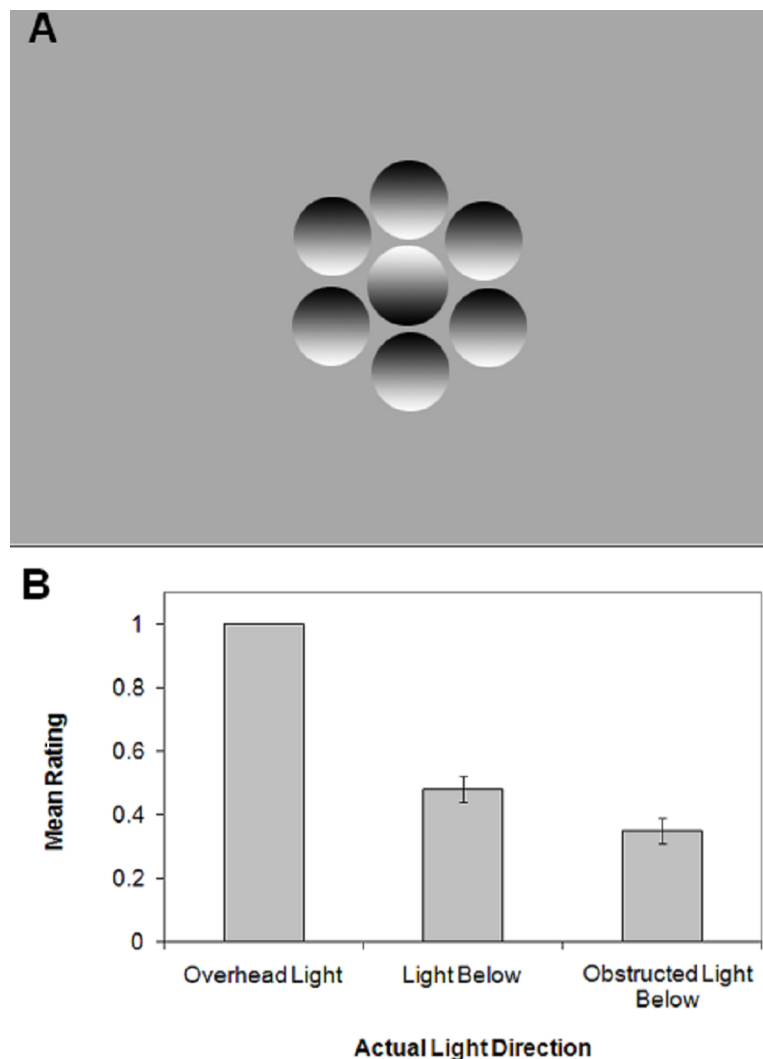 A
B
Mean Rating
1
0.8
0.6
0.4
0.2
0
Overhead Light
Light Below
Obstructed Light
Below
Actual Light Direction